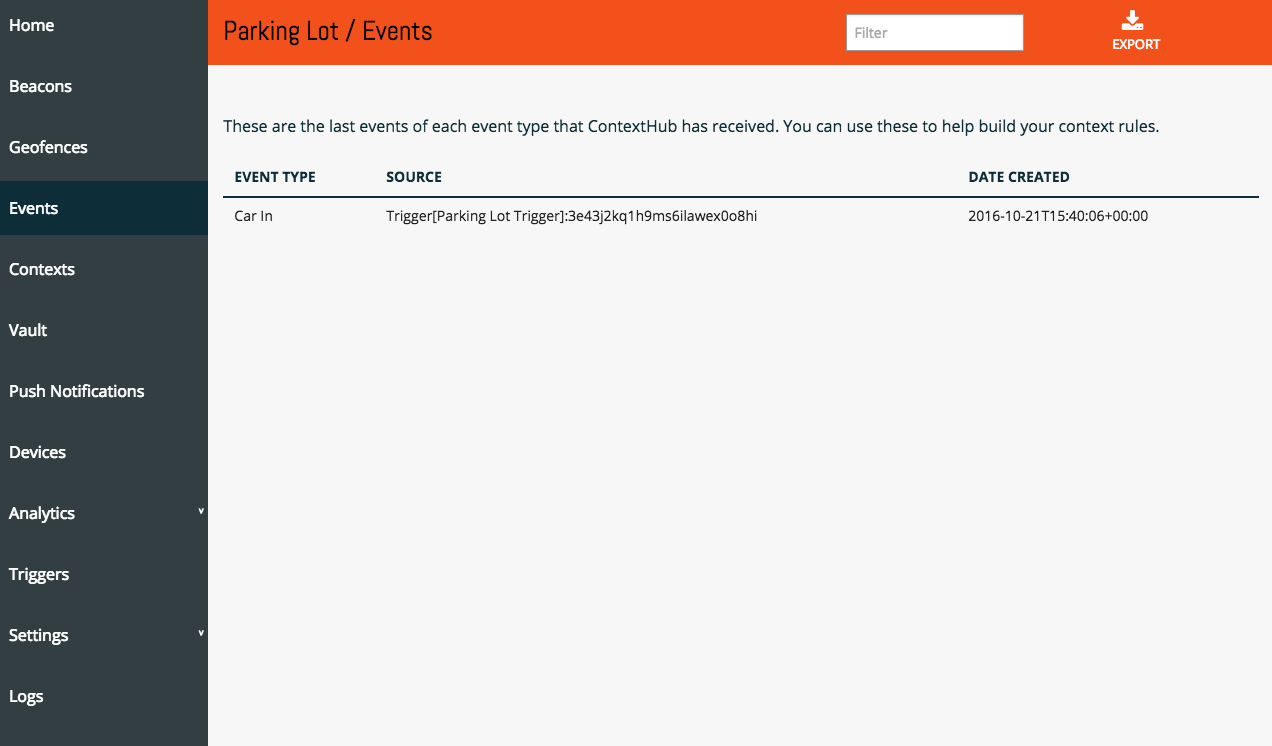 Home
Beacons
Geofences
Events
Contexts
Vault
Push Notifications
Devices
Analytics ˅
Triggers
Settings ˅
Logs
Parking Lot / Events
Filter
EXPORT
These are the last events of each event type that ContextHub has received. You can use these to help build your context rules.
EVENT TYPE SOURCE DATE CREATED
Car In Trigger[Parking Lot Trigger]:3e43j2kq1h9ms6ilawex0o8hi 2016-10-21T15:40:06+00:00